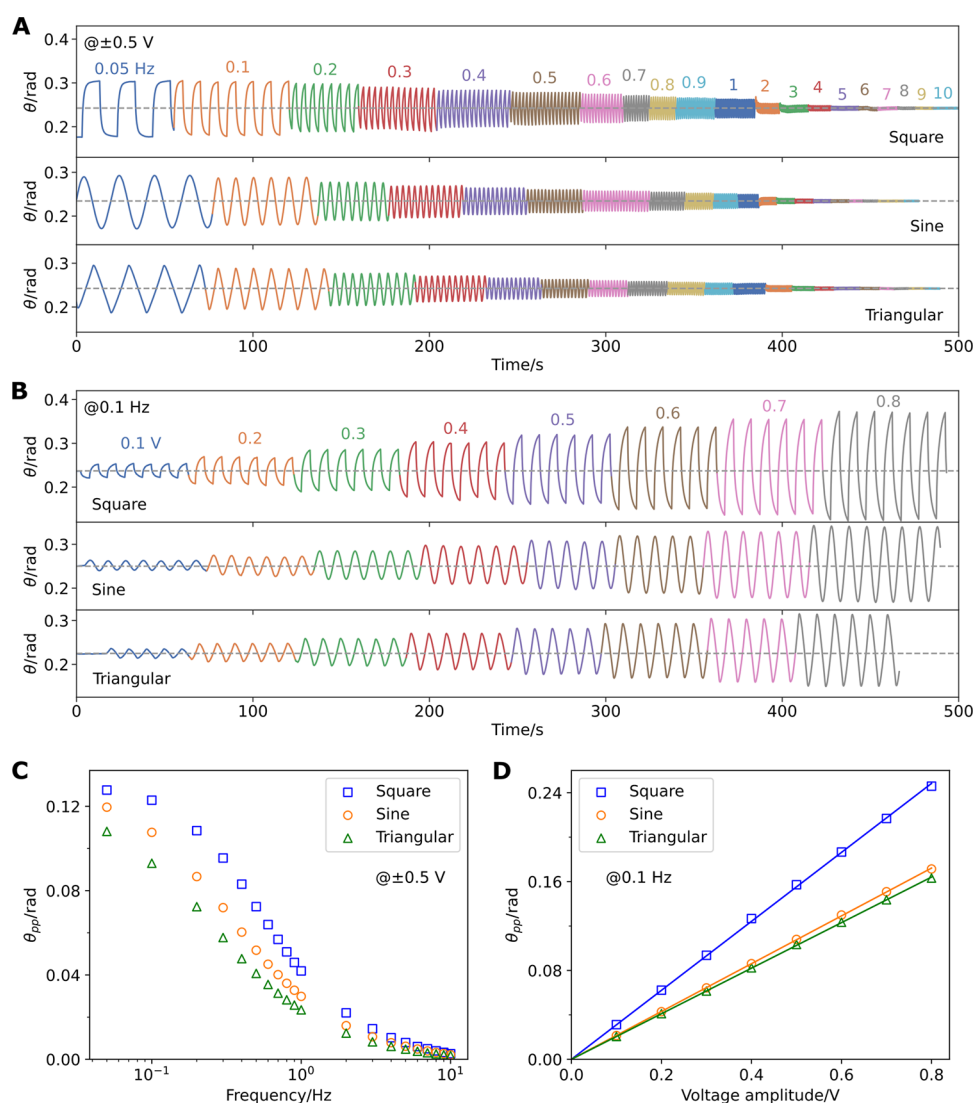 A
@±0.5 V
0.4
0.3
0.2
θ/rad
0.05 Hz 0.1 0.2 0.3 0.4 0.5 0.6 0.7 0.8 0.9 1 2 3 4 5 6 7 8 9 10
Square
0.3
0.2
θ/rad
Sine
0.3
0.2
θ/rad
Triangular
0 100 200 300 400 500
Time/s
B
@0.1 Hz
0.4
0.3
0.2
θ/rad
0.1 V 0.2 0.3 0.4 0.5 0.6 0.7 0.8
Square
0.3
0.2
θ/rad
Sine
0.3
0.2
θ/rad
Triangular
0 100 200 300 400 500
Time/s
C
0.12
0.08
0.04
0.00
θpp/rad
Square
Sine
Triangular
@±0.5 V
10⁻¹ 10⁰ 10¹
Frequency/Hz
D
0.24
0.16
0.08
0.00
θpp/rad
Square
Sine
Triangular
@0.1 Hz
0.0 0.2 0.4 0.6 0.8
Voltage amplitude/V